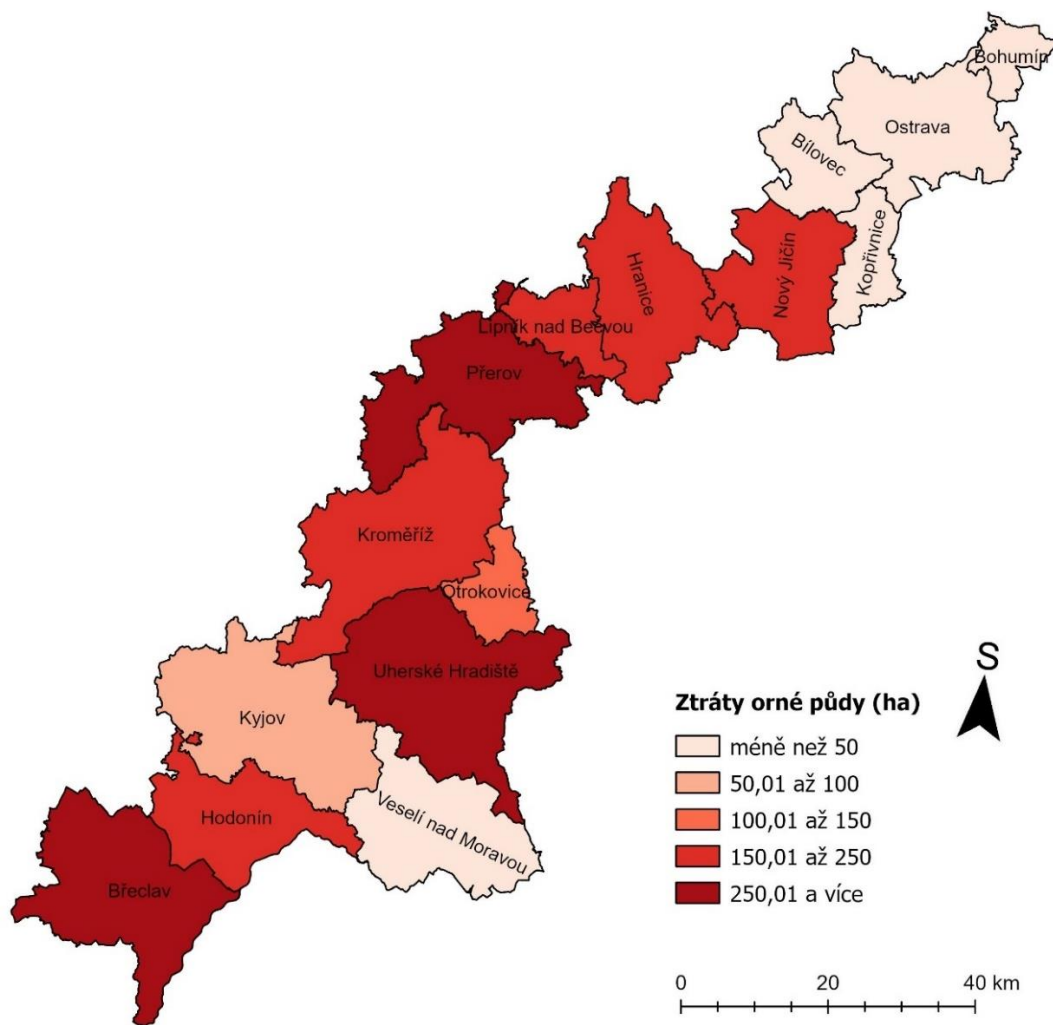 Bohumín
Ostrava
Bílovec
Kopřivnice
Nový Jičín
Hranice
Lipník nad Bečvou
Přerov
Kroměříž
Otrokovice
Uherské Hradiště
Kyjov
Veselí nad Moravou
Hodonín
Břeclav
S
Ztráty orné půdy (ha)
méně než 50
50,01 až 100
100,01 až 150
150,01 až 250
250,01 a více
0 20 40 km